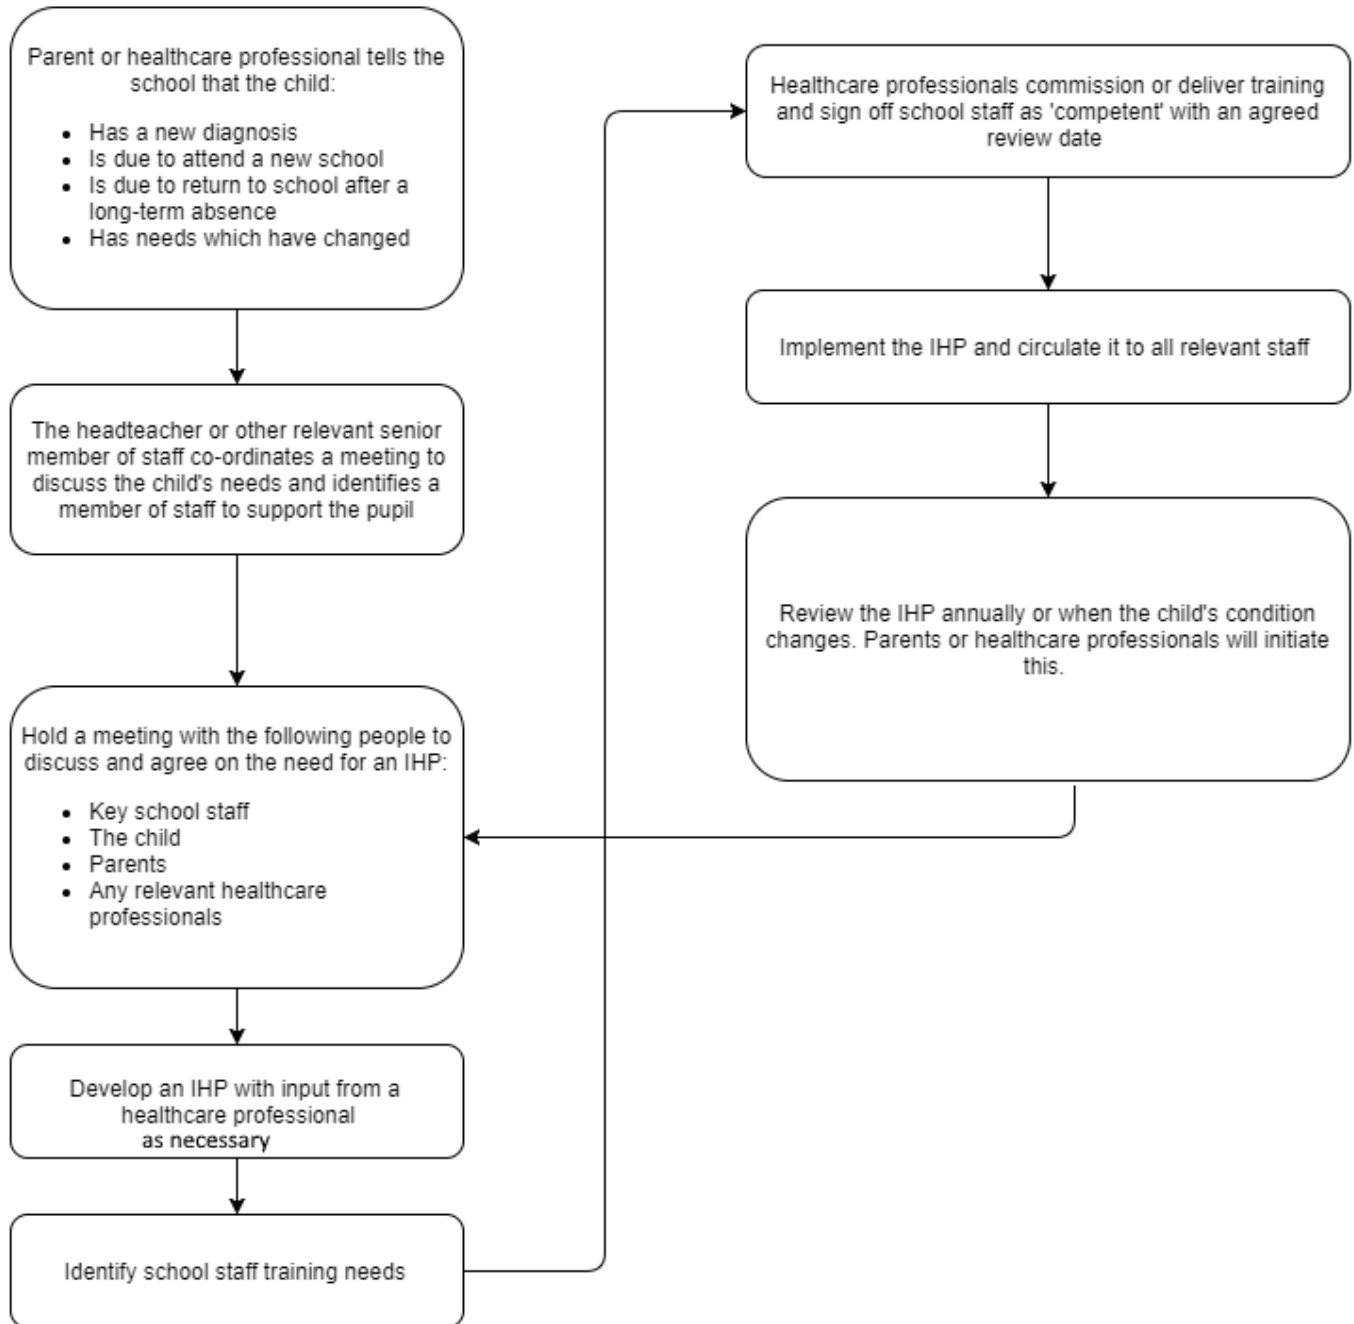 Parent or healthcare professional tells the
school that the child:
• Has a new diagnosis
• Is due to attend a new school
• Is due to return to school after a
long-term absence
• Has needs which have changed
The headteacher or other relevant senior
member of staff co-ordinates a meeting to
discuss the child's needs and identifies a
member of staff to support the pupil
Hold a meeting with the following people to
discuss and agree on the need for an IHP:
• Key school staff
• The child
• Parents
• Any relevant healthcare
professionals
Develop an IHP with input from a
healthcare professional
as necessary
Identify school staff training needs
Healthcare professionals commission or deliver training
and sign off school staff as 'competent' with an agreed
review date
Implement the IHP and circulate it to all relevant staff
Review the IHP annually or when the child's condition
changes. Parents or healthcare professionals will initiate
this.